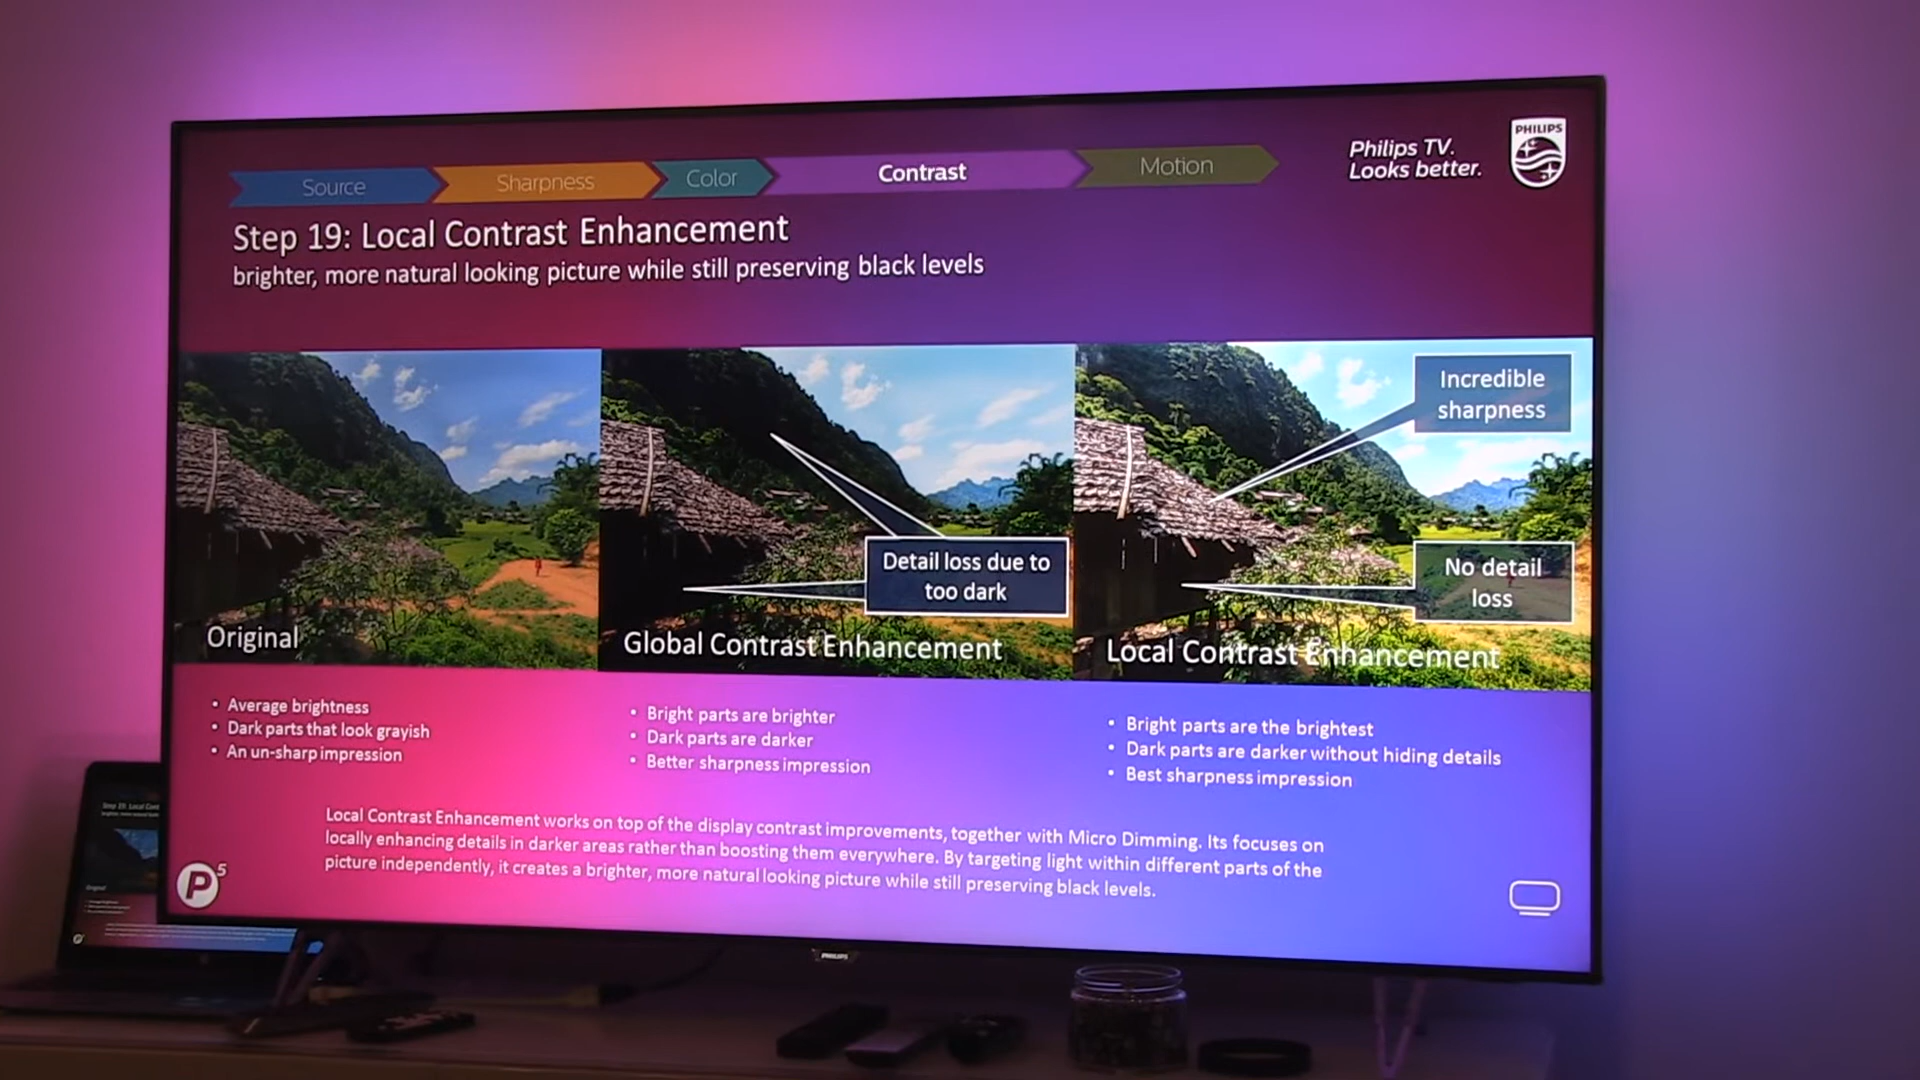 Source
Sharpness
Color
Contrast
Motion
Philips TV.
Looks better.
PHILIPS
Step 19: Local Contrast Enhancement
brighter, more natural looking picture while still preserving black levels
Original
Detail loss due to
too dark
Global Contrast Enhancement
Incredible
sharpness
No detail
loss
Local Contrast Enhancement
• Average brightness
• Dark parts that look grayish
• An un-sharp impression
• Bright parts are brighter
• Dark parts are darker
• Better sharpness impression
• Bright parts are the brightest
• Dark parts are darker without hiding details
• Best sharpness impression
Local Contrast Enhancement works on top of the display contrast improvements, together with Micro Dimming. Its focuses on
locally enhancing details in darker areas rather than boosting them everywhere. By targeting light within different parts of the
picture independently, it creates a brighter, more natural looking picture while still preserving black levels.
P5
PHILIPS
Step 19: Local Cont
Original